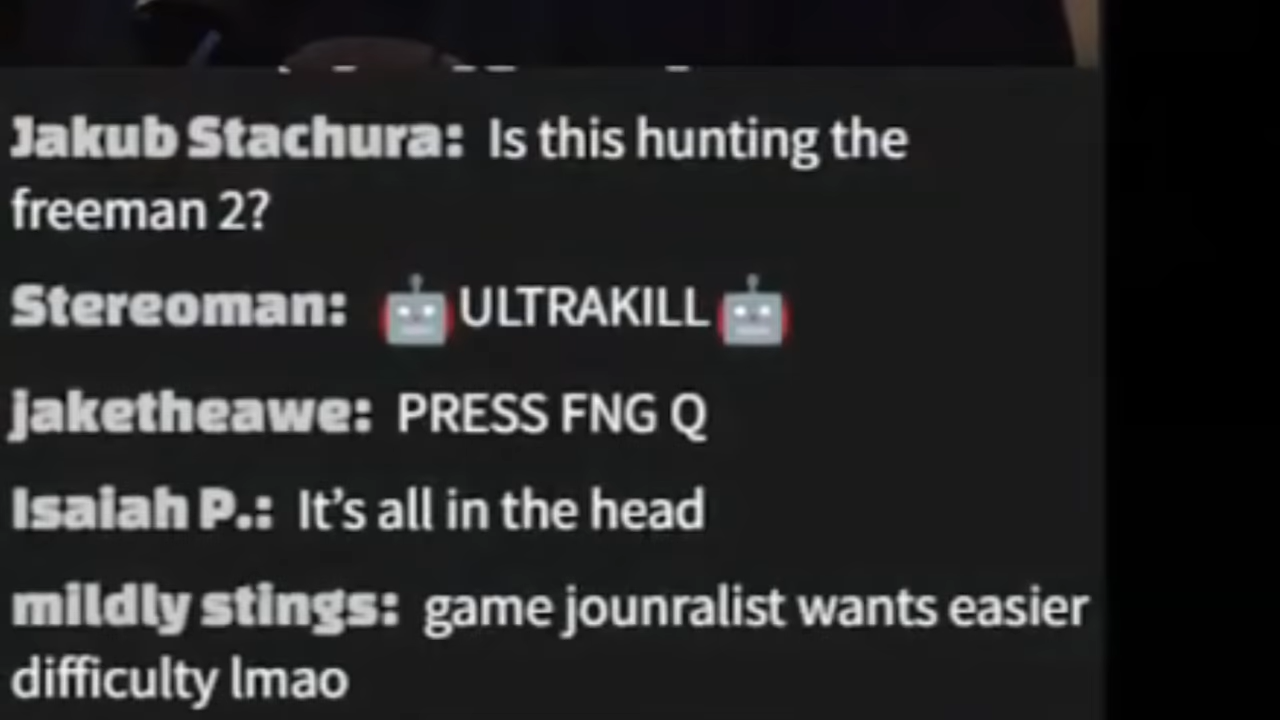 Jakub Stachura: Is this hunting the
freeman 2?
Stereoman: 🤖ULTRAKILL🤖
jaketheawe: PRESS FNG Q
Isaiah P.: It’s all in the head
mildly stings: game jounralist wants easier
difficulty lmao